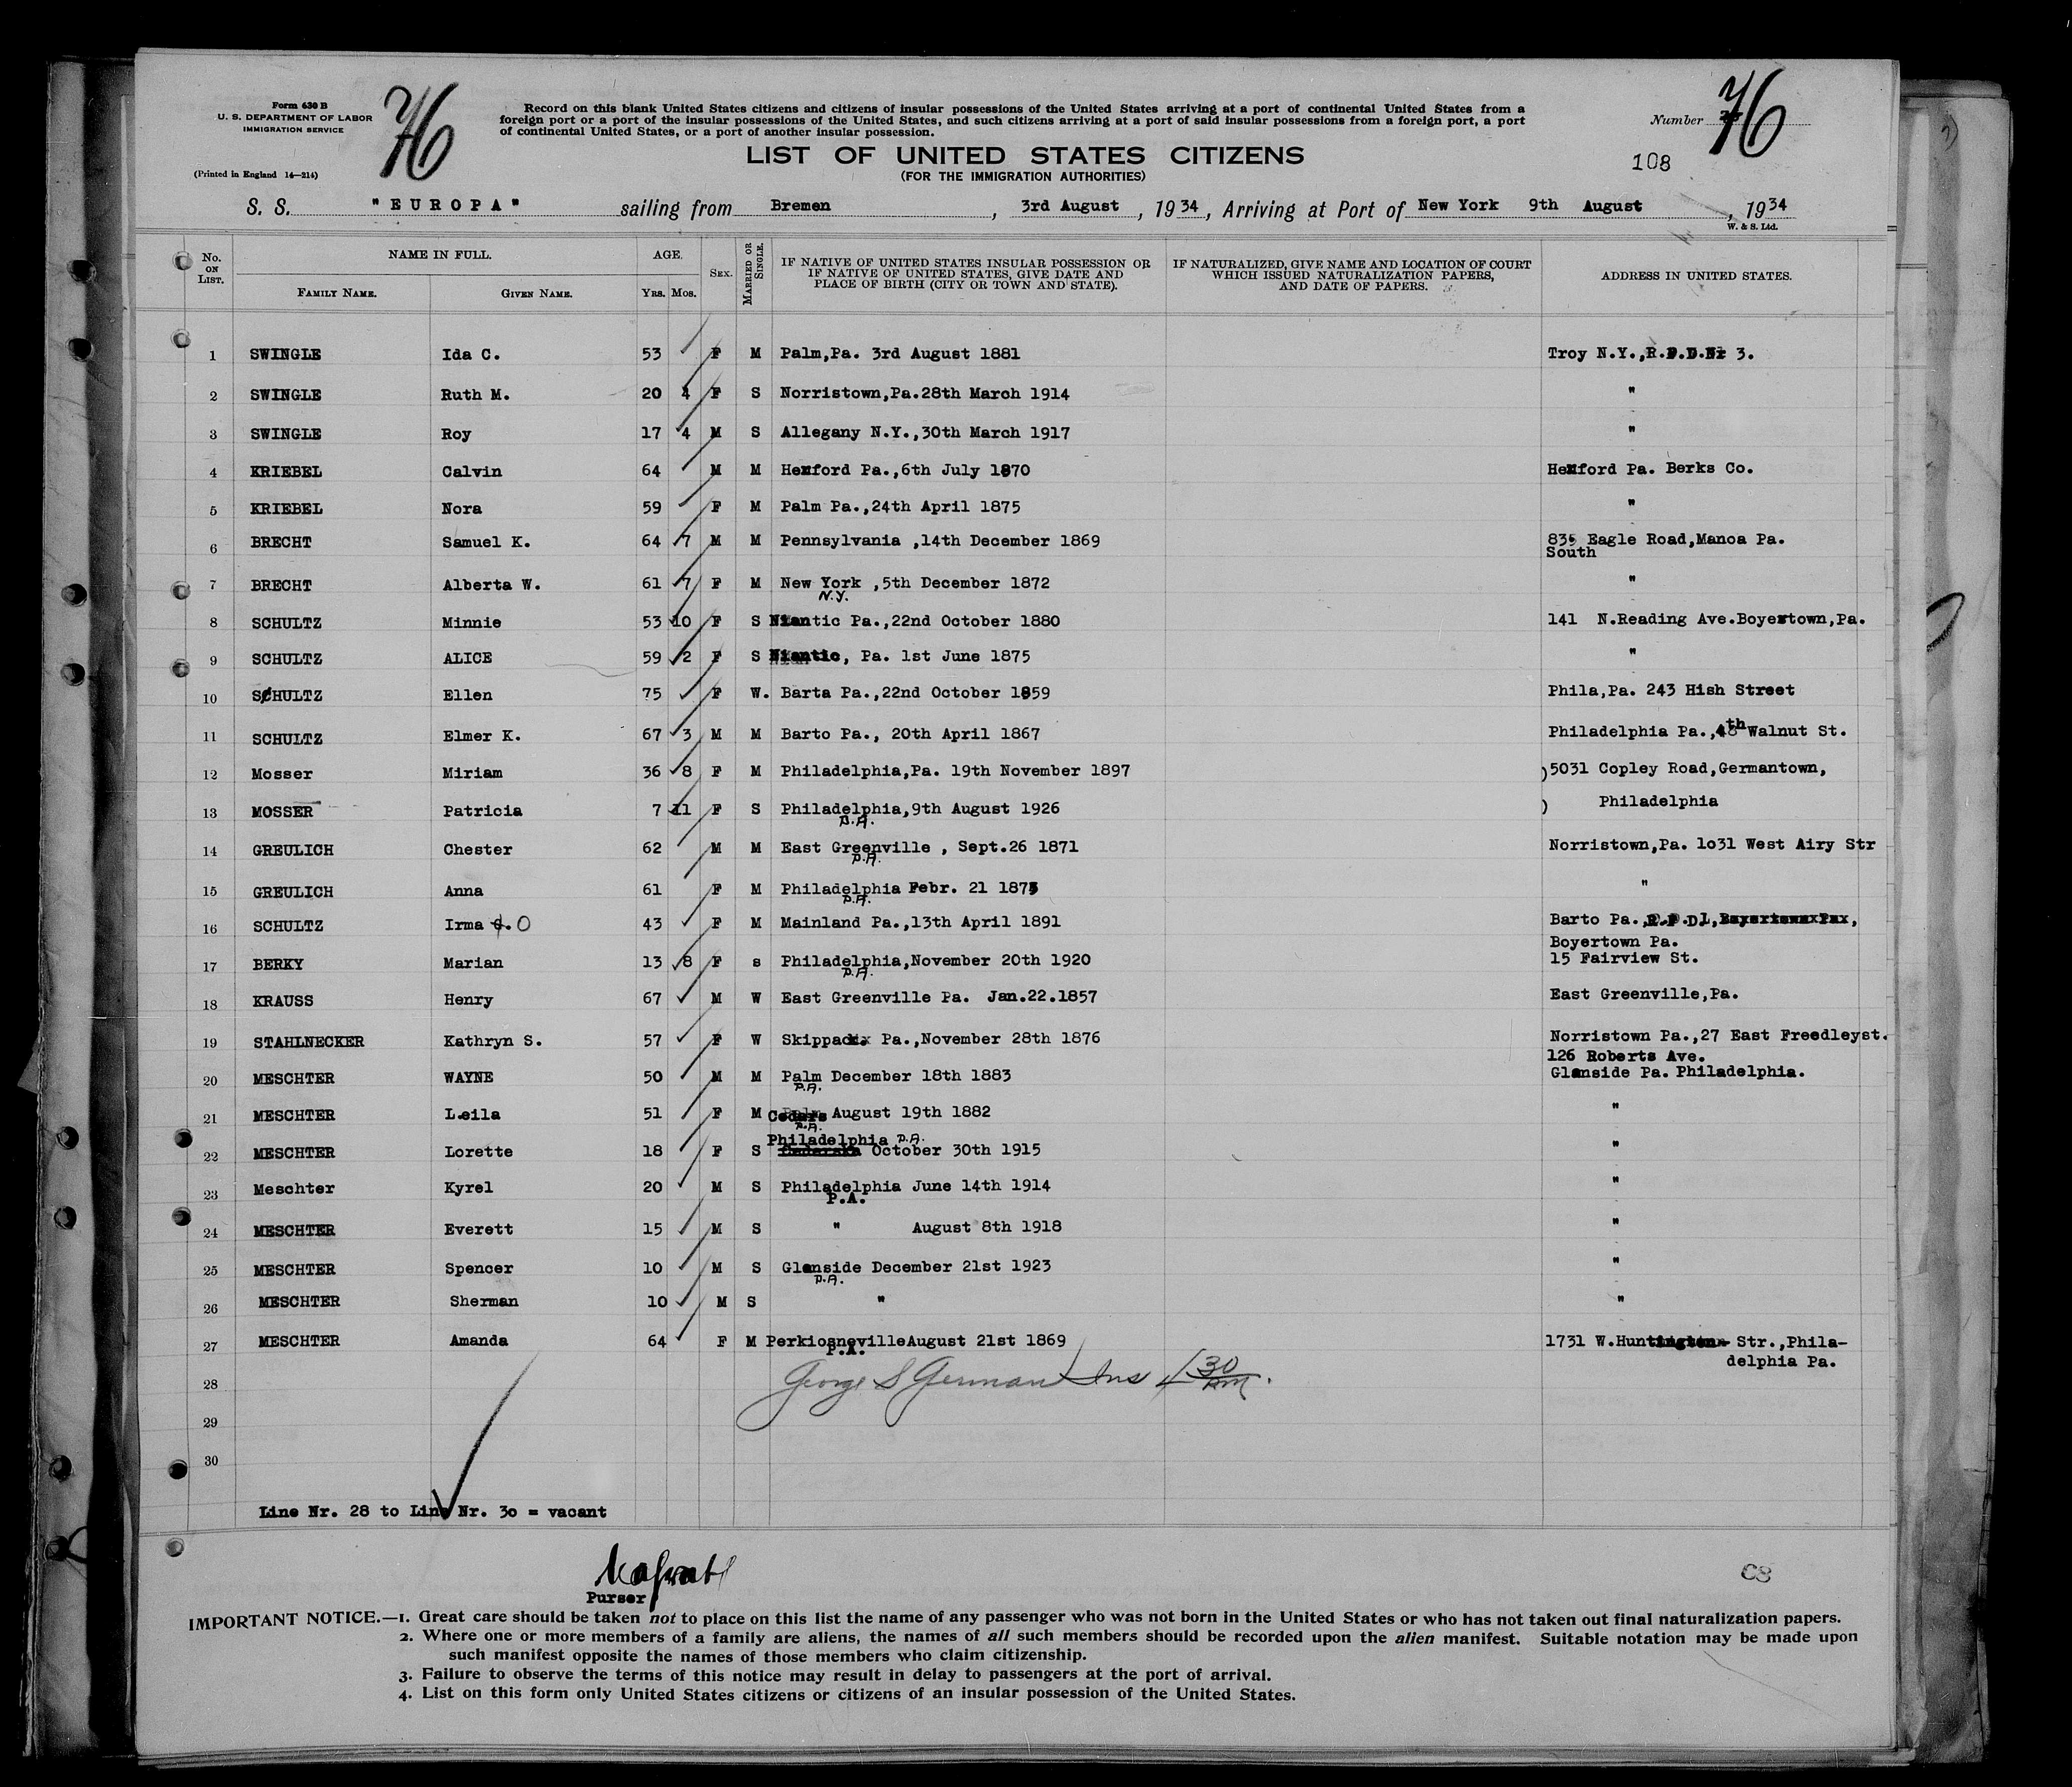 Form 630 B
U. S. DEPARTMENT OF LABOR
IMMIGRATION SERVICE
(Printed in England 14—214)
76
Record on this blank United States citizens and citizens of insular possessions of the United States arriving at a port of continental United States from a
foreign port or a port of the insular possessions of the United States, and such citizens arriving at a port of said insular possessions from a foreign port, a port
of continental United States, or a port of another insular possession.
Number 76
LIST OF UNITED STATES CITIZENS
(FOR THE IMMIGRATION AUTHORITIES)
108
S. S. "EUROPA" sailing from Bremen, 3rd August, 1934, Arriving at Port of New York 9th August, 1934
W. & S. Ltd.
No. ON LIST. NAME IN FULL. FAMILY NAME. GIVEN NAME. AGE. YRS. MOS. SEX. MARRIED OR SINGLE. IF NATIVE OF UNITED STATES INSULAR POSSESSION OR IF NATIVE OF UNITED STATES, GIVE DATE AND PLACE OF BIRTH (CITY OR TOWN AND STATE). IF NATURALIZED, GIVE NAME AND LOCATION OF COURT WHICH ISSUED NATURALIZATION PAPERS, AND DATE OF PAPERS. ADDRESS IN UNITED STATES.
1 SWINGLE Ida C. 53 F M Palm,Pa. 3rd August 1881 Troy N.Y.,R.F.D.Nr 3.
2 SWINGLE Ruth M. 20 4 F S Norristown,Pa.28th March 1914 "
3 SWINGLE Roy 17 4 M S Allegany N.Y.,30th March 1917 "
4 KRIEBEL Calvin 64 M M Hereford Pa.,6th July 1870 Hereford Pa. Berks Co.
5 KRIEBEL Nora 59 F M Palm Pa.,24th April 1875 "
6 BRECHT Samuel K. 64 7 M M Pennsylvania ,14th December 1869 835 Eagle Road,Manoa Pa.
South
7 BRECHT Alberta W. 61 7 F M New York ,5th December 1872 "
N.Y.
8 SCHULTZ Minnie 53 10 F S Niantic Pa.,22nd October 1880 141 N.Reading Ave.Boyertown,Pa.
9 SCHULTZ ALICE 59 2 F S Niantic, Pa. 1st June 1875 "
10 SCHULTZ Ellen 75 F W. Barta Pa.,22nd October 1859 Phila,Pa. 243 Hish Street
11 SCHULTZ Elmer K. 67 3 M M Barto Pa., 20th April 1867 Philadelphia Pa.,48th Walnut St.
12 Mosser Miriam 36 8 F M Philadelphia,Pa. 19th November 1897 )5031 Copley Road,Germantown,
13 MOSSER Patricia 7 11 F S Philadelphia,9th August 1926 ) Philadelphia
P.A.
14 GREULICH Chester 62 M M East Greenville , Sept.26 1871 Norristown,Pa. 1o31 West Airy Str
P.A.
15 GREULICH Anna 61 F M Philadelphia Febr. 21 1873 "
P.A.
16 SCHULTZ Irma O 43 F M Mainland Pa.,13th April 1891 Barto Pa.,R.F.D.1,
Boyertown Pa.
17 BERKY Marian 13 8 F s Philadelphia,November 20th 1920 15 Fairview St.
P.A.
18 KRAUSS Henry 67 M W East Greenville Pa. Jan.22.1857 East Greenville,Pa.
19 STAHLNECKER Kathryn S. 57 F W Skippack Pa.,November 28th 1876 Norristown Pa.,27 East Freedleyst.
126 Roberts Ave.
20 MESCHTER WAYNE 50 M M Palm December 18th 1883 Glenside Pa. Philadelphia.
P.A.
21 MESCHTER Leila 51 F M Cedars August 19th 1882 "
P.A.
Philadelphia P.A.
22 MESCHTER Lorette 18 F S October 30th 1915 "
23 Meschter Kyrel 20 M S Philadelphia June 14th 1914 "
P.A.
24 MESCHTER Everett 15 M S " August 8th 1918 "
25 MESCHTER Spencer 10 M S Glenside December 21st 1923 "
P.A.
26 MESCHTER Sherman 10 M S " "
27 MESCHTER Amanda 64 F M PerkiosnevilleAugust 21st 1869 1731 W.Huntington Str.,Phila-
P.A. delphia Pa.
28 George S German Ins 4 30 PM.
29
30
Line Nr. 28 to Line Nr. 3o = vacant
Purser
C8
IMPORTANT NOTICE.—1. Great care should be taken not to place on this list the name of any passenger who was not born in the United States or who has not taken out final naturalization papers.
2. Where one or more members of a family are aliens, the names of all such members should be recorded upon the alien manifest. Suitable notation may be made upon
such manifest opposite the names of those members who claim citizenship.
3. Failure to observe the terms of this notice may result in delay to passengers at the port of arrival.
4. List on this form only United States citizens or citizens of an insular possession of the United States.